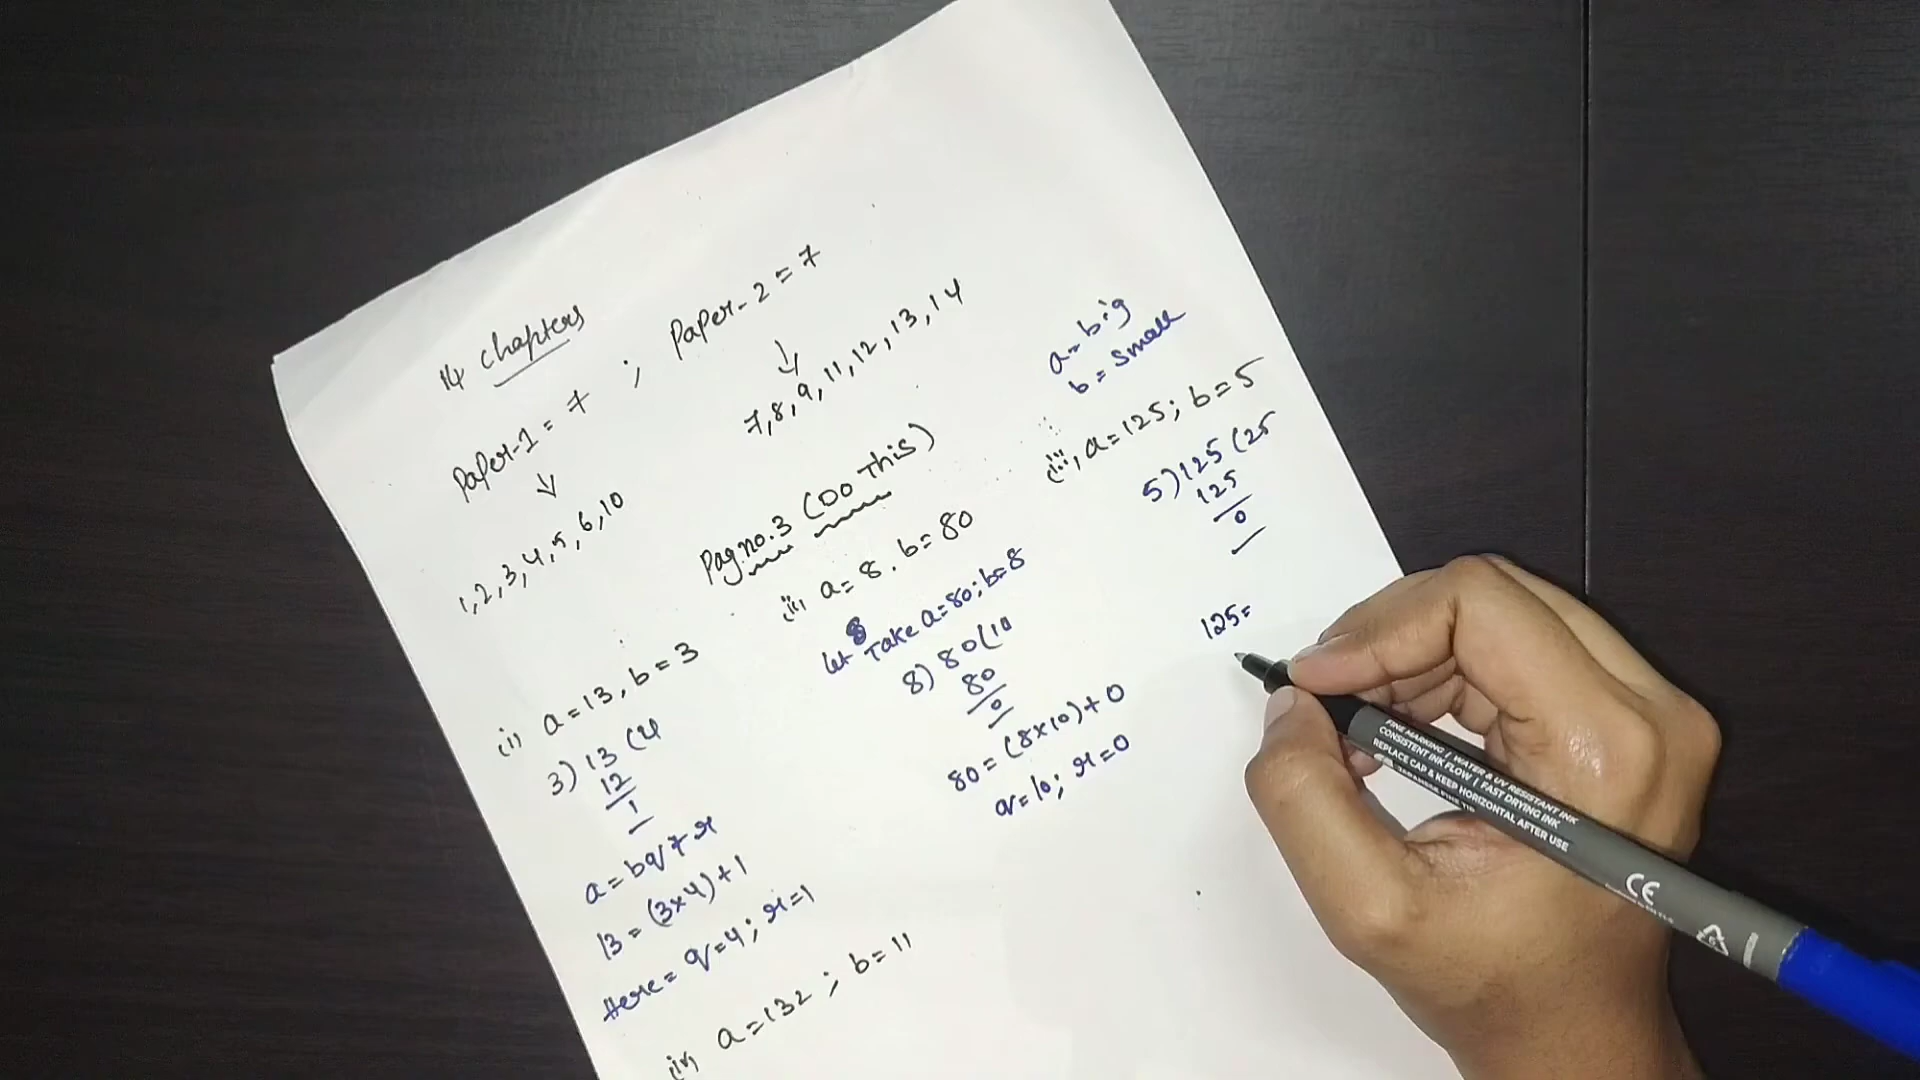 14 chapters
Paper-1 = 7 ; Paper-2 = 7
1,2,3,4,5,6,10
7,8,9,11,12,13,14
Pag no.3 (Do This)
(i) a=13, b=3
3) 13 (4
12
1
a=bq+r
13 = (3×4)+1
Here= q=4; r=1
(ii) a=8, b=80
let Take a=80; b=8
8) 80 (10
80
0
80 = (8×10)+0
q=10; r=0
a=big
b=small
(iii) a=125; b=5
5) 125 (25
125
0
125=
(iv) a=132 ; b=11
FINE MARKING / WATER & UV RESISTANT INK
CONSISTENT INK FLOW / FAST DRYING INK
REPLACE CAP & KEEP HORIZONTAL AFTER USE
CE